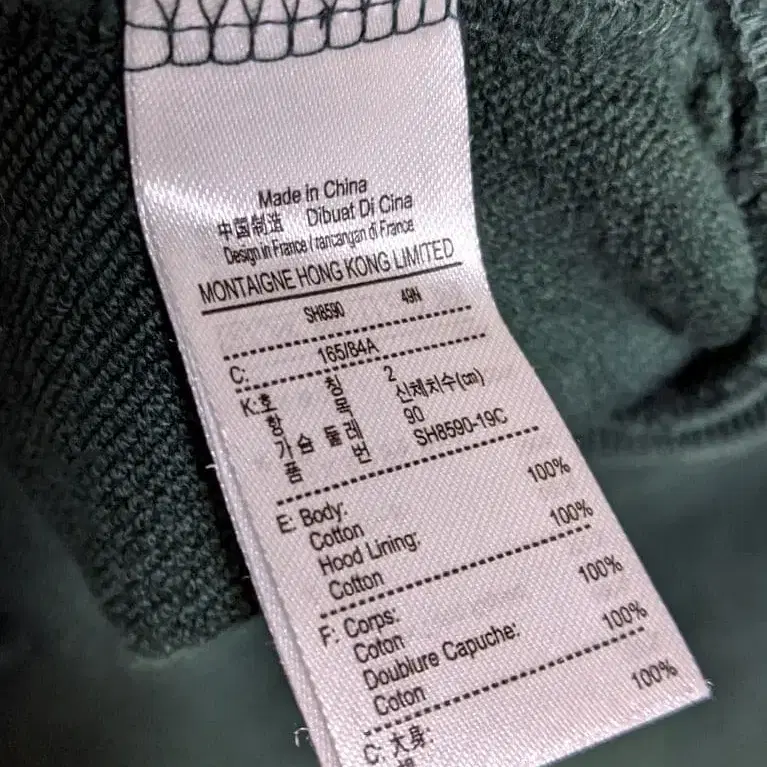 Made in China
中国制造 Dibuat Di Cina
Design in France / rancangan di France
MONTAIGNE HONG KONG LIMITED
SH8590 49N
C: 165/84A
K: 호 칭 2
항 목 신체치수(cm)
가 슴 둘 레 90
품 번 SH8590-19C
E: Body: 100%
Cotton
Hood Lining: 100%
Cotton
F: Corps: 100%
Coton
Doublure Capuche: 100%
Coton
C: 大身: 100%